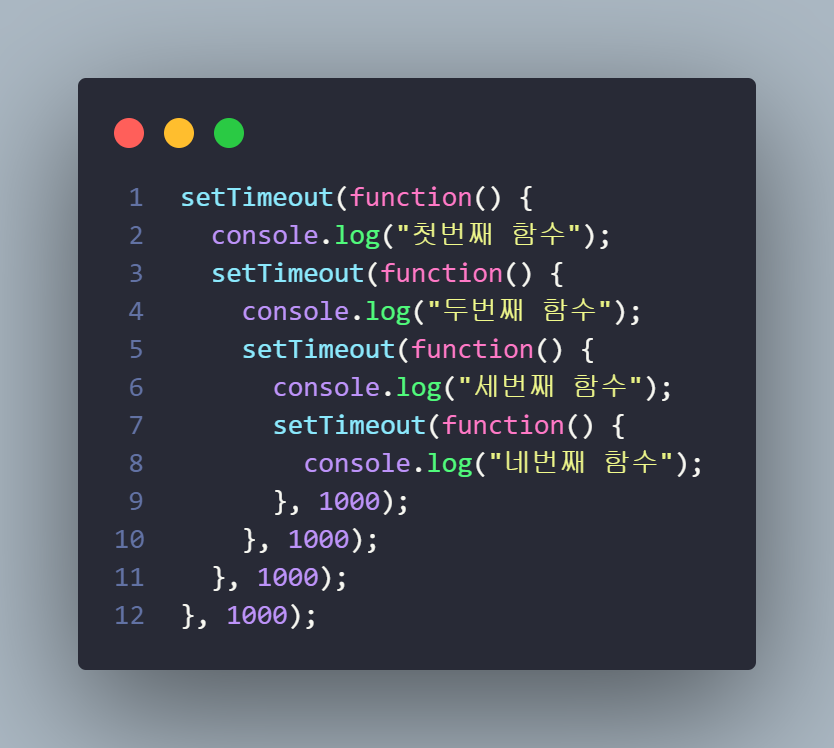 1 setTimeout(function() {
2   console.log("첫번째 함수");
3   setTimeout(function() {
4     console.log("두번째 함수");
5     setTimeout(function() {
6       console.log("세번째 함수");
7       setTimeout(function() {
8         console.log("네번째 함수");
9       }, 1000);
10     }, 1000);
11   }, 1000);
12 }, 1000);